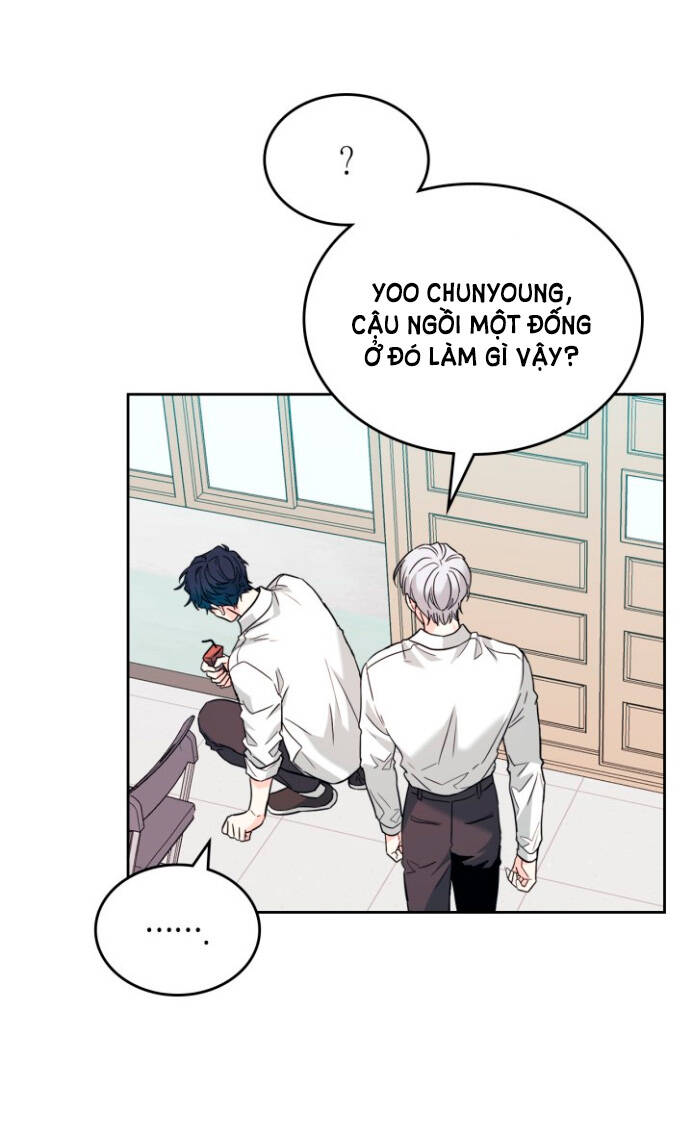 ?
YOO CHUNYOUNG,
CẬU NGỒI MỘT ĐỐNG
Ở ĐÓ LÀM GÌ VẬY?
.......